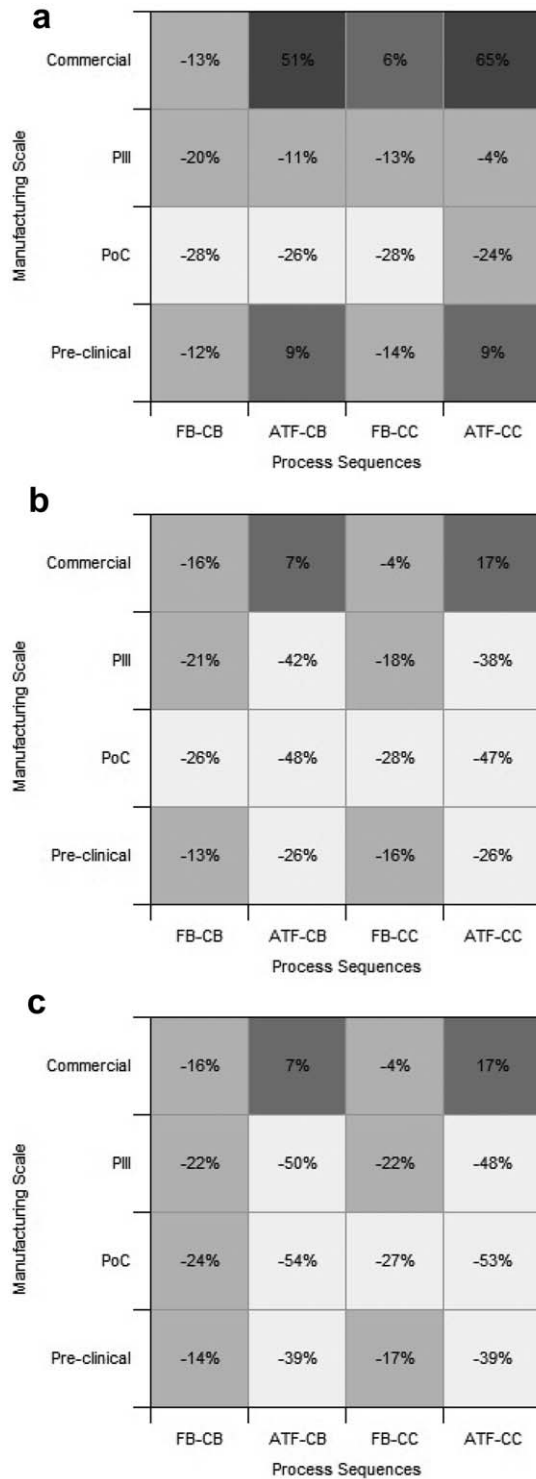 a
Manufacturing Scale
Commercial -13% 51% 6% 65%
PIII -20% -11% -13% -4%
PoC -28% -26% -28% -24%
Pre-clinical -12% 9% -14% 9%
FB-CB ATF-CB FB-CC ATF-CC
Process Sequences
b
Manufacturing Scale
Commercial -16% 7% -4% 17%
PIII -21% -42% -18% -38%
PoC -26% -48% -28% -47%
Pre-clinical -13% -26% -16% -26%
FB-CB ATF-CB FB-CC ATF-CC
Process Sequences
c
Manufacturing Scale
Commercial -16% 7% -4% 17%
PIII -22% -50% -22% -48%
PoC -24% -54% -27% -53%
Pre-clinical -14% -39% -17% -39%
FB-CB ATF-CB FB-CC ATF-CC
Process Sequences